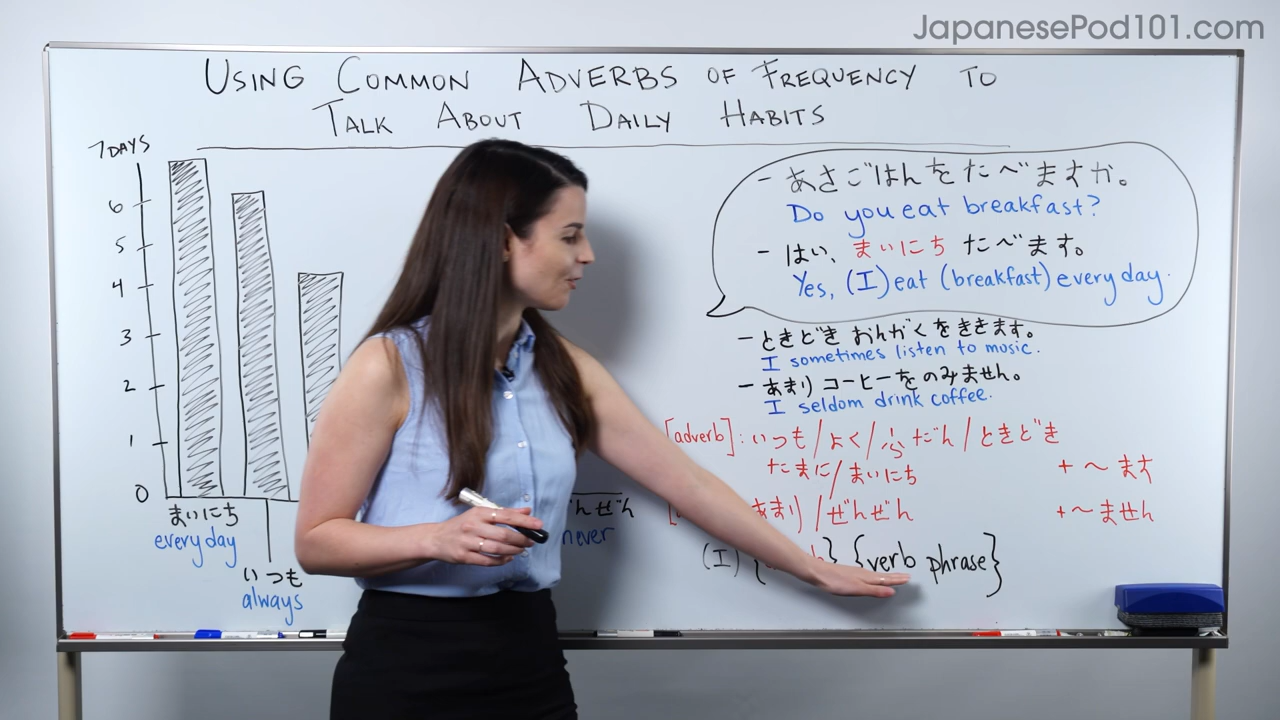 JapanesePod101.com
USING COMMON ADVERBS OF FREQUENCY TO
TALK ABOUT DAILY HABITS
7 DAYS
6
5
4
3
2
1
0
まいにち
every day
いつも
always
never
- あさごはんをたべますか。
Do you eat breakfast?
- はい、まいにち たべます。
Yes, (I) eat (breakfast) every day.
- ときどき おんがくをききます。
I sometimes listen to music.
- あまり コーヒーをのみません。
I seldom drink coffee.
[adverb]: いつも/よく/ふだん/ときどき
たまに/まいにち + ~ ます
あまり/ぜんぜん + ~ ません
(I) { } {verb phrase}